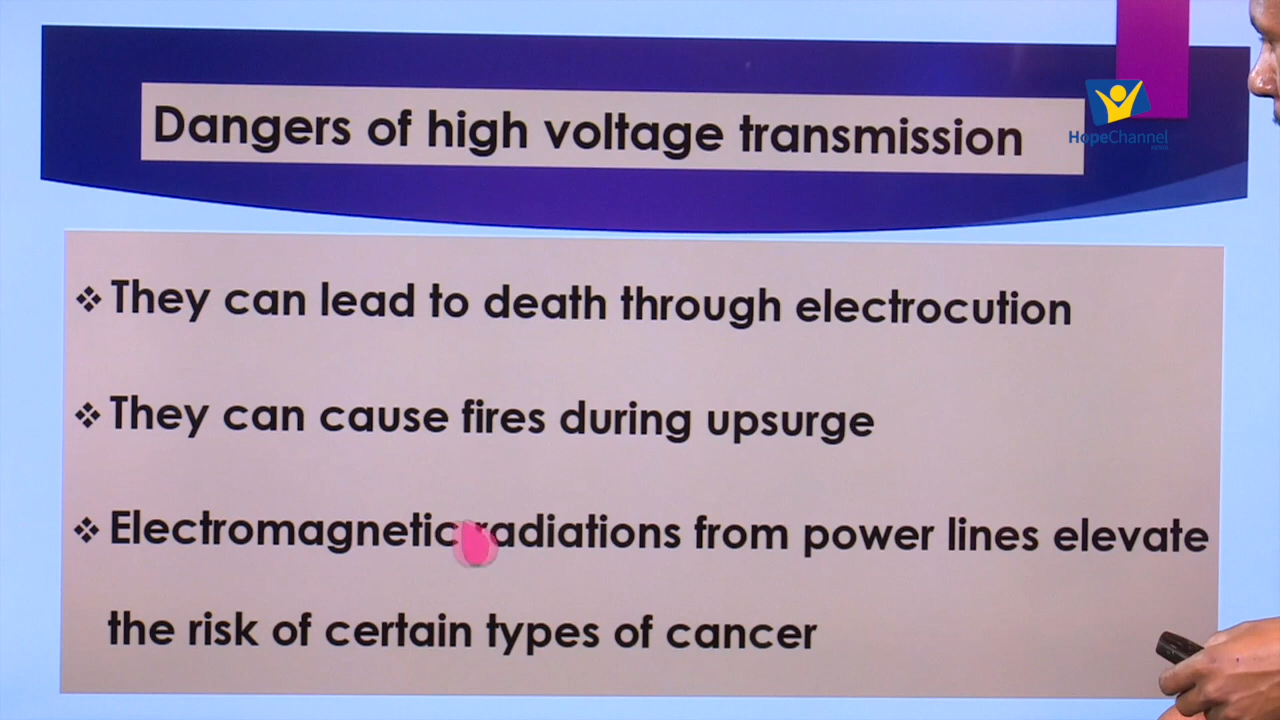 Dangers of high voltage transmission
HopeChannel
❖ They can lead to death through electrocution
❖ They can cause fires during upsurge
❖ Electromagnetic radiations from power lines elevate
the risk of certain types of cancer